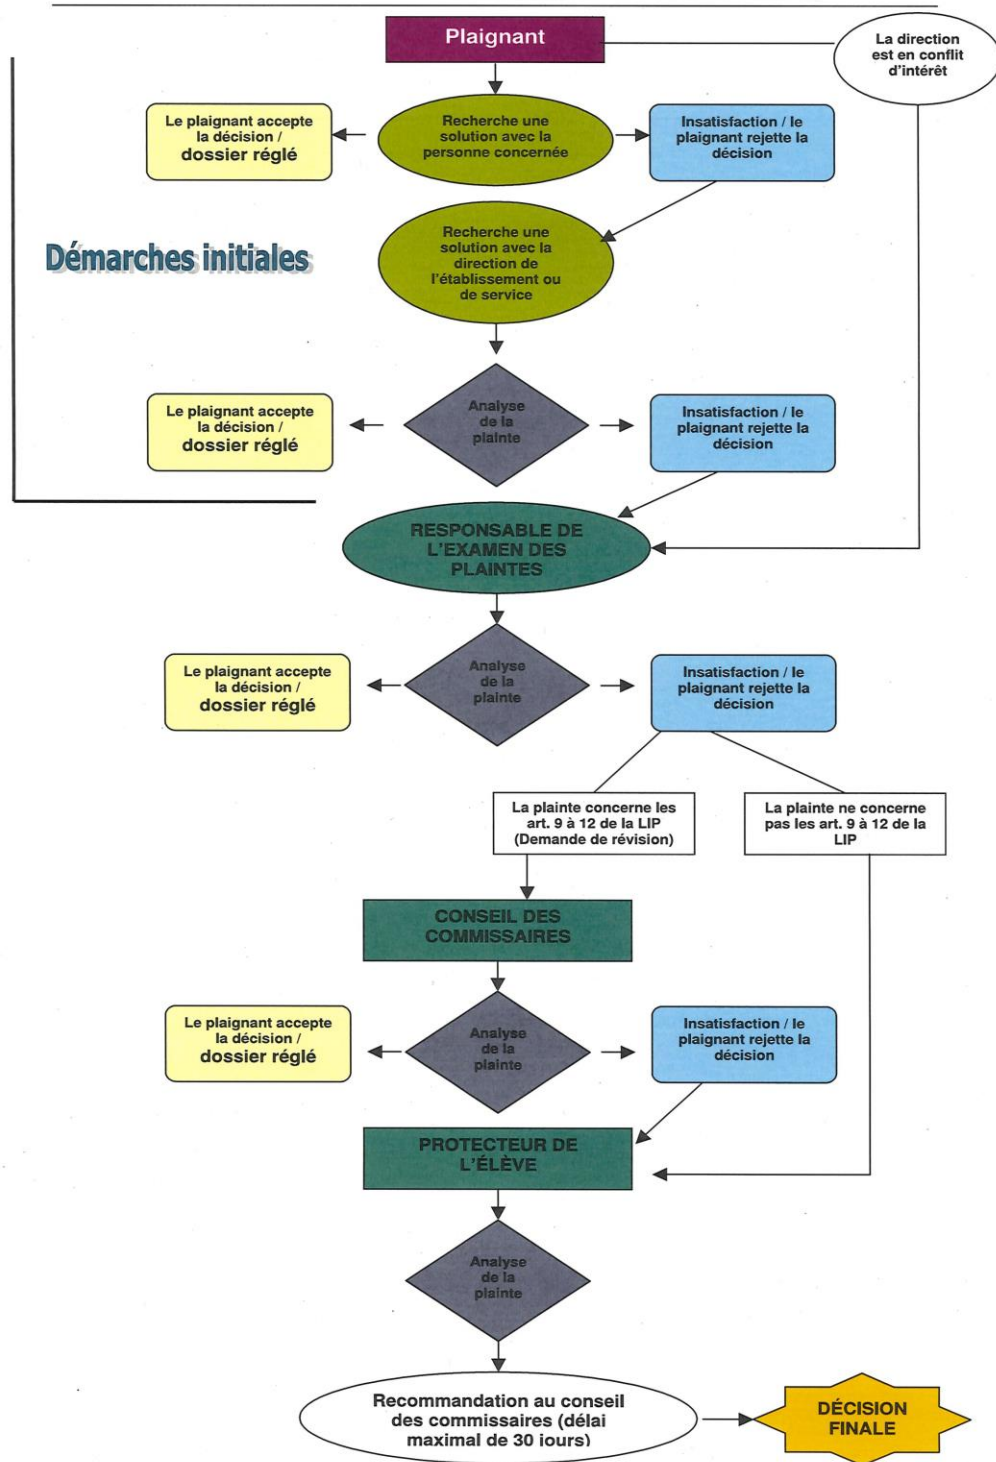 Plaignant
La direction
est en conflit
d'intérêt
Le plaignant accepte
la décision /
dossier réglé
Recherche une
solution avec la
personne concernée
Insatisfaction / le
plaignant rejette la
décision
Démarches initiales
Recherche une
solution avec la
direction de
l'établissement ou
de service
Le plaignant accepte
la décision /
dossier réglé
Analyse
de la
plainte
Insatisfaction / le
plaignant rejette la
décision
RESPONSABLE DE
L'EXAMEN DES
PLAINTES
Le plaignant accepte
la décision /
dossier réglé
Analyse
de la
plainte
Insatisfaction / le
plaignant rejette la
décision
La plainte concerne les
art. 9 à 12 de la LIP
(Demande de révision)
La plainte ne concerne
pas les art. 9 à 12 de la
LIP
CONSEIL DES
COMMISSAIRES
Le plaignant accepte
la décision /
dossier réglé
Analyse
de la
plainte
Insatisfaction / le
plaignant rejette la
décision
PROTECTEUR DE
L'ÉLÈVE
Analyse
de la
plainte
Recommandation au conseil
des commissaires (délai
maximal de 30 jours)
DÉCISION
FINALE